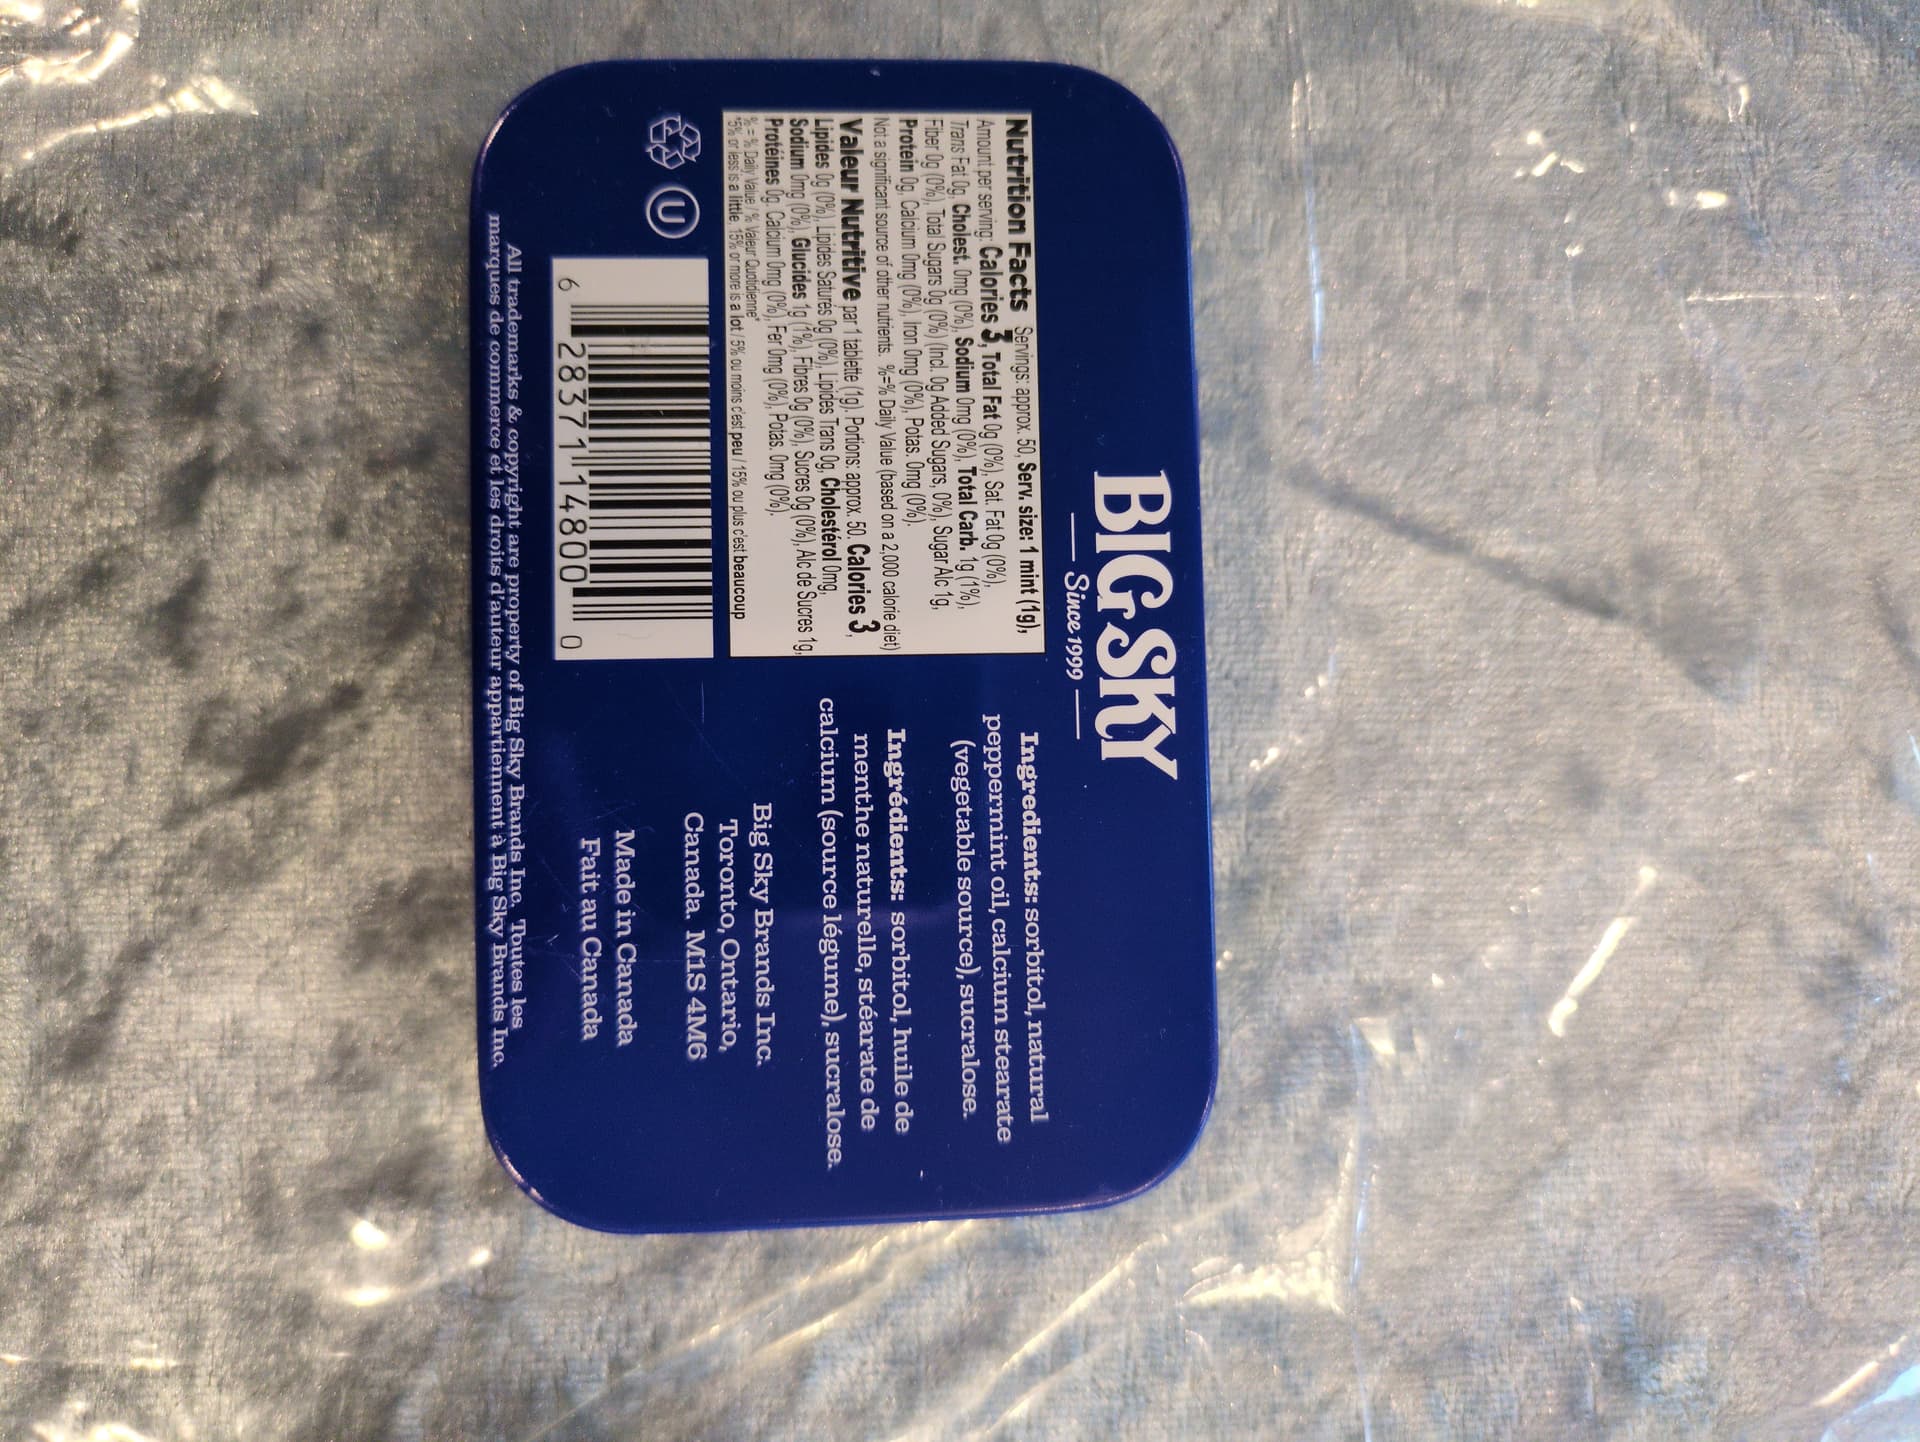 BIG SKY
Since 1999
Nutrition Facts Servings: approx. 50, Serv. size: 1 mint (1g),
Amount per serving: Calories 3, Total Fat 0g (0%), Sat. Fat 0g (0%),
Trans Fat 0g, Cholest. 0mg (0%), Sodium 0mg (0%), Total Carb. 1g (1%),
Fiber 0g (0%), Total Sugars 0g (0%) (Incl. 0g Added Sugars, 0%), Sugar Alc 1g,
Protein 0g, Calcium 0mg (0%), Iron 0mg (0%), Potas. 0mg (0%).
Not a significant source of other nutrients. %=% Daily Value (based on a 2,000 calorie diet)
Valeur Nutritive par 1 tablette (1g). Portions: approx. 50. Calories 3,
Lipides 0g (0%), Lipides Saturés 0g (0%), Lipides Trans 0g, Cholestérol 0mg,
Sodium 0mg (0%), Glucides 1g (1%), Fibres 0g (0%), Sucres 0g (0%), Alc de Sucres 1g,
Protéines 0g, Calcium 0mg (0%), Fer 0mg (0%), Potas. 0mg (0%).
% = % Daily Value / % Valeur Quotidienne*
*5% or less is a little, 15% or more is a lot / 5% ou moins c'est peu / 15% ou plus c'est beaucoup
Ingredients: sorbitol, natural
peppermint oil, calcium stearate
(vegetable source), sucralose.
Ingrédients: sorbitol, huile de
menthe naturelle, stéarate de
calcium (source légume), sucralose.
Big Sky Brands Inc.
Toronto, Ontario,
Canada. M1S 4M6
Made in Canada
Fait au Canada
U
6 28371 14800 0
All trademarks & copyright are property of Big Sky Brands Inc. Toutes les
marques de commerce et les droits d'auteur appartiennent à Big Sky Brands Inc.